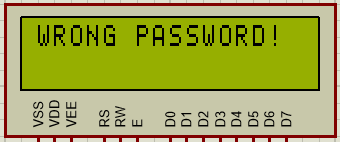 WRONG PASSWORD!
VSS VDD VEE RS RW E D0 D1 D2 D3 D4 D5 D6 D7